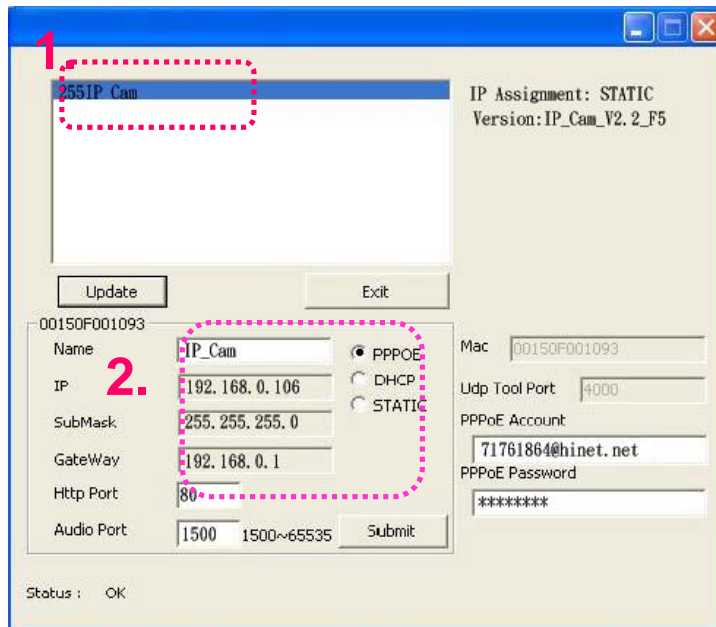 1.
255IP Cam
IP Assignment: STATIC
Version:IP_Cam_V2.2_F5
Update
Exit
00150F001093
Name
IP_Cam
PPPOE
Mac
00150F001093
2.
IP
192.168.0.106
DHCP
Udp Tool Port
4000
STATIC
SubMask
255.255.255.0
PPPoE Account
71761864@hinet.net
GateWay
192.168.0.1
PPPoE Password
********
Http Port
80
Audio Port
1500
1500~65535
Submit
Status :
OK